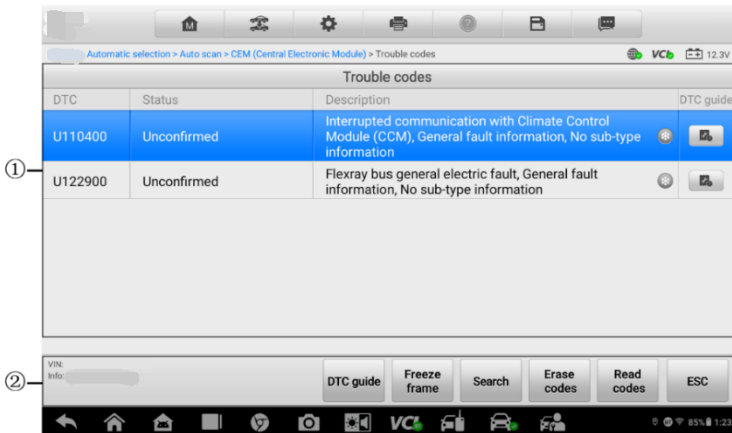 M
Automatic selection > Auto scan > CEM (Central Electronic Module) > Trouble codes VCI 12.3V
Trouble codes
DTC Status Description DTC guide
U110400 Unconfirmed Interrupted communication with Climate Control
Module (CCM), General fault information, No sub-type
information
①
U122900 Unconfirmed Flexray bus general electric fault, General fault
information, No sub-type information
②
VIN:
Info:
DTC guide Freeze frame Search Erase codes Read codes ESC
VCI 85% 1:23